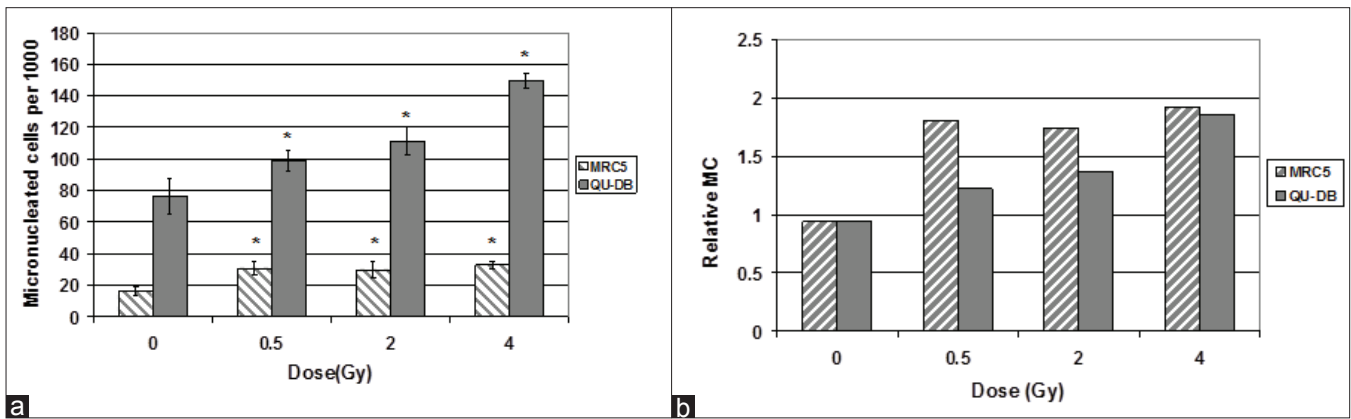 180
160
140
120
100
80
60
40
20
0
Micronucleated cells per 1000
*
*
*
*
*
*
0 0.5 2 4
Dose(Gy)
MRC5
QU-DB
a
2.5
2
1.5
1
0.5
0
Relative MC
0 0.5 2 4
Dose (Gy)
MRC5
QU-DB
b